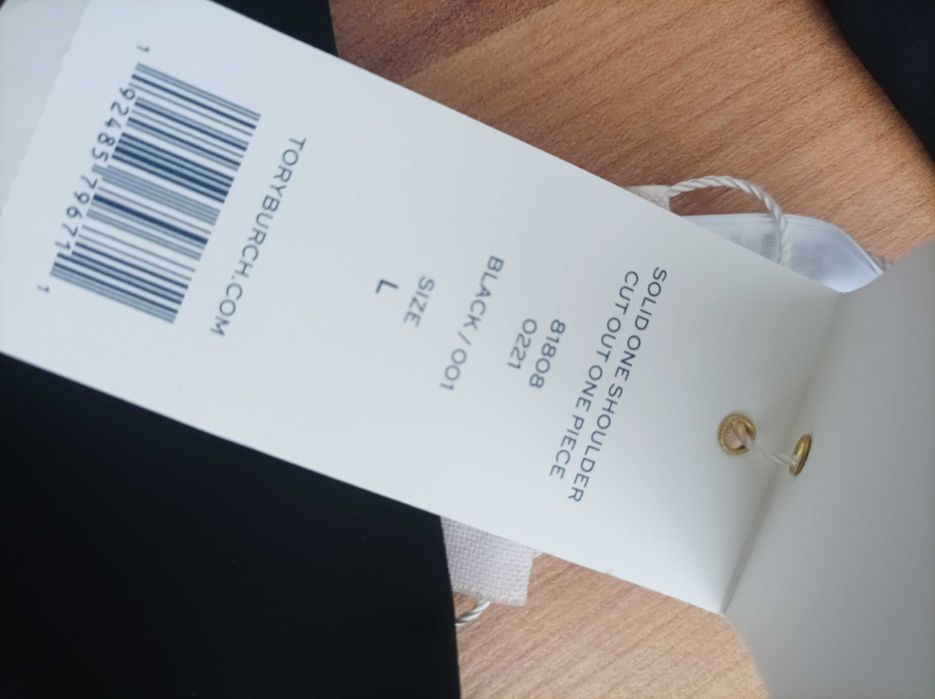 SOLID ONE SHOULDER
CUT OUT ONE PIECE
81808
0221
BLACK / 001
SIZE
L
TORYBURCH.COM
1 92485 79671 1